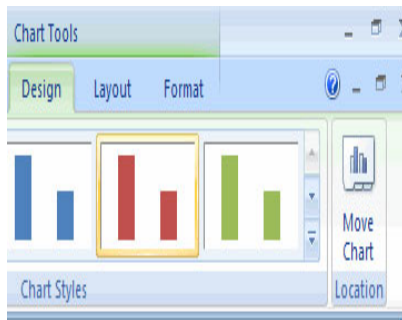 Chart Tools
Design Layout Format
Move
Chart
Chart Styles Location